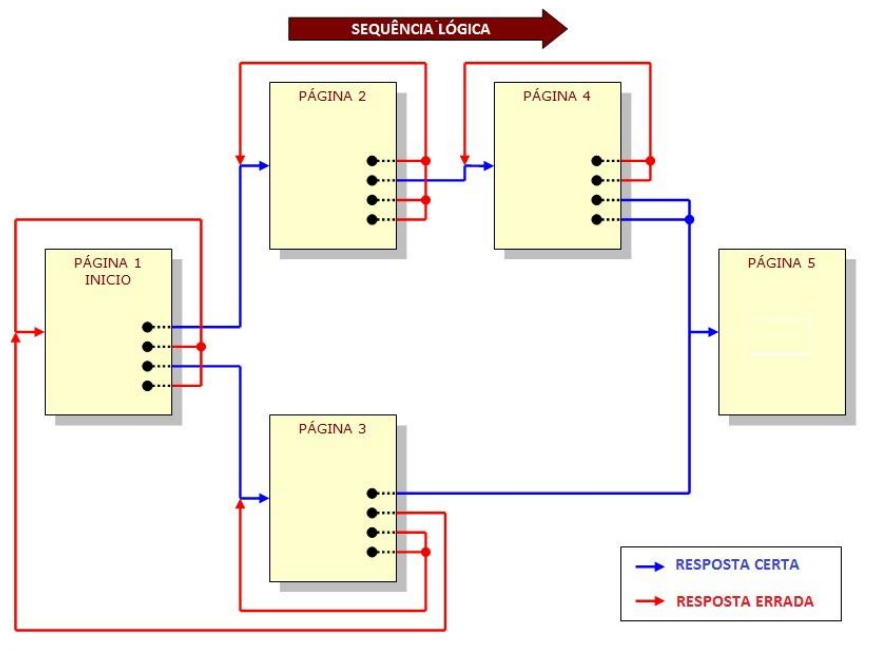 SEQUÊNCIA LÓGICA
PÁGINA 2
PÁGINA 4
PÁGINA 1
INICIO
PÁGINA 5
PÁGINA 3
RESPOSTA CERTA
RESPOSTA ERRADA